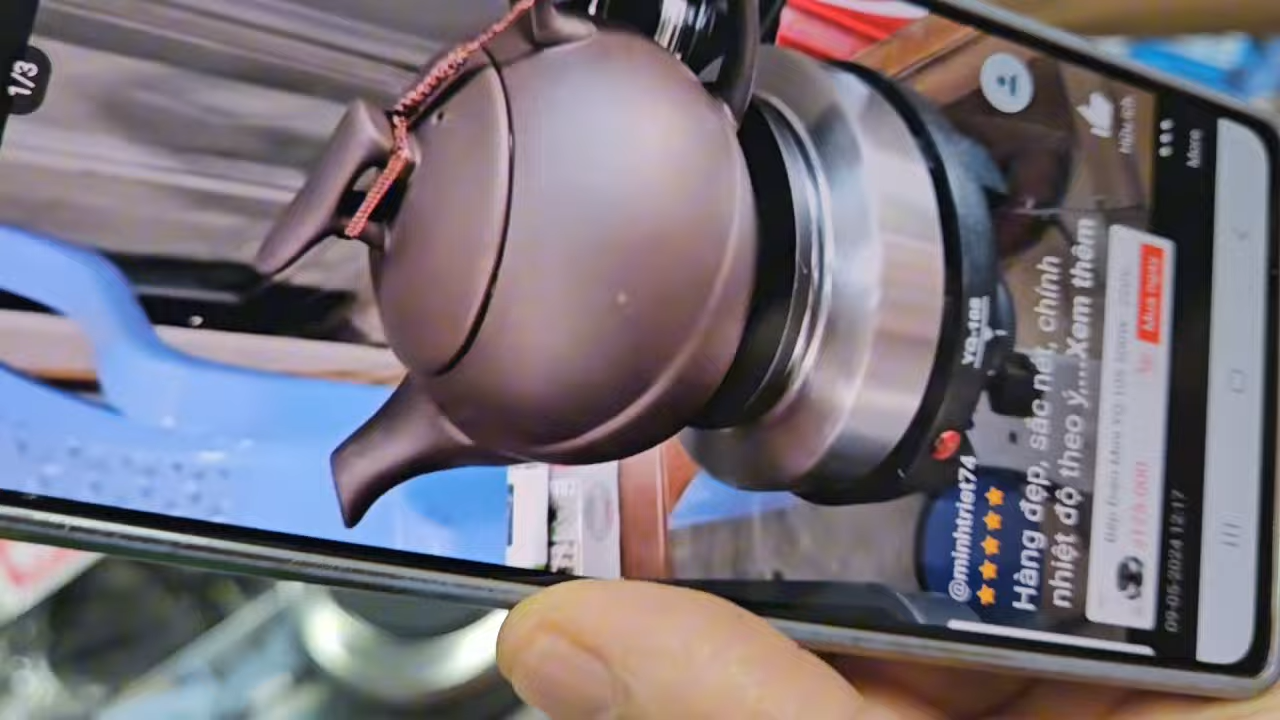 1/3
YQ-108
Hữu ích
More
@minhtriet74
Hàng đẹp, sắc nét, chính
nhiệt độ theo ý,....Xem thêm
Mua ngay
09-05-2024 12:17